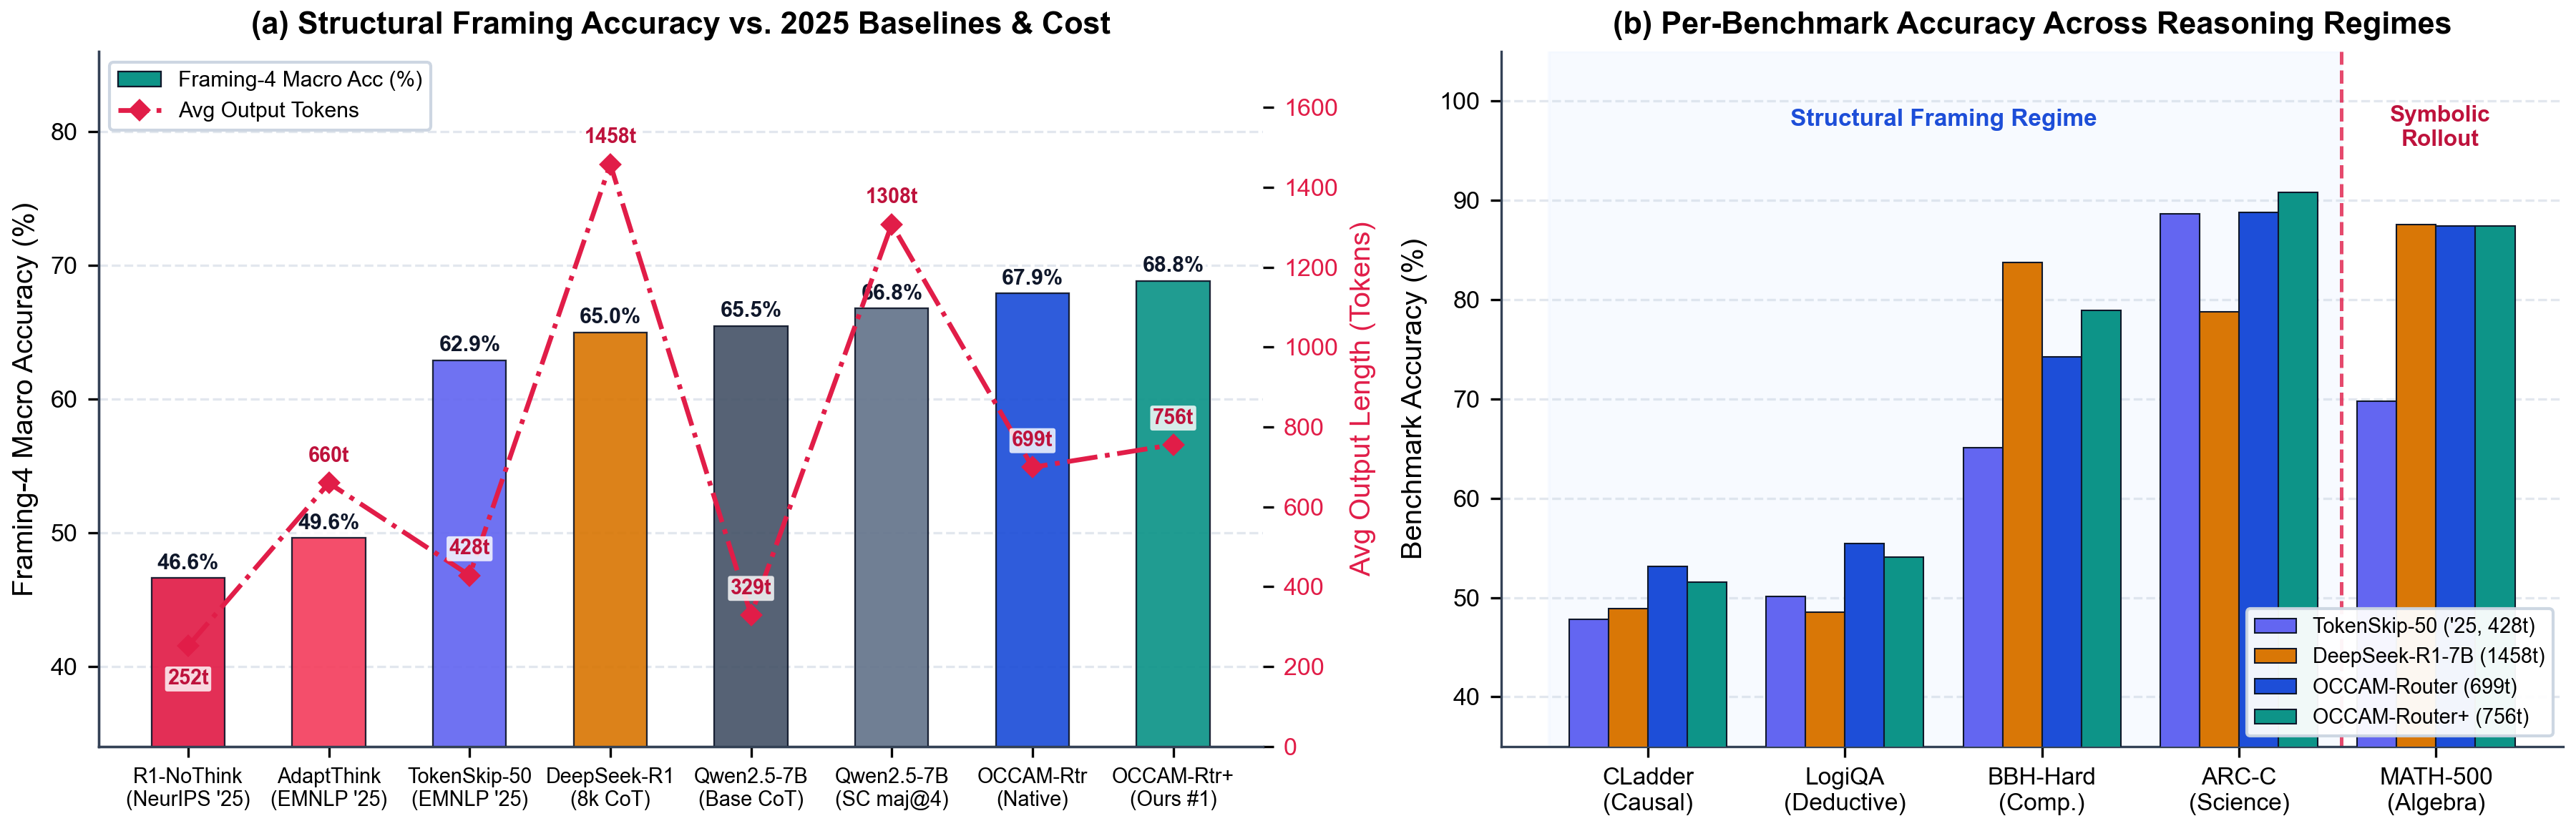 (a) Structural Framing Accuracy vs. 2025 Baselines & Cost
Framing-4 Macro Acc (%)
Avg Output Tokens
Framing-4 Macro Accuracy (%)
80
70
60
50
40
46.6%
49.6%
62.9%
65.0%
65.5%
66.8%
67.9%
68.8%
252t
660t
428t
1458t
329t
1308t
699t
756t
1600
1400
1200
1000
800
600
400
200
0
Avg Output Length (Tokens)
R1-NoThink
(NeurIPS '25)
AdaptThink
(EMNLP '25)
TokenSkip-50
(EMNLP '25)
DeepSeek-R1
(8k CoT)
Qwen2.5-7B
(Base CoT)
Qwen2.5-7B
(SC maj@4)
OCCAM-Rtr
(Native)
OCCAM-Rtr+
(Ours #1)
(b) Per-Benchmark Accuracy Across Reasoning Regimes
Benchmark Accuracy (%)
100
90
80
70
60
50
40
Structural Framing Regime
Symbolic
Rollout
TokenSkip-50 ('25, 428t)
DeepSeek-R1-7B (1458t)
OCCAM-Router (699t)
OCCAM-Router+ (756t)
CLadder
(Causal)
LogiQA
(Deductive)
BBH-Hard
(Comp.)
ARC-C
(Science)
MATH-500
(Algebra)